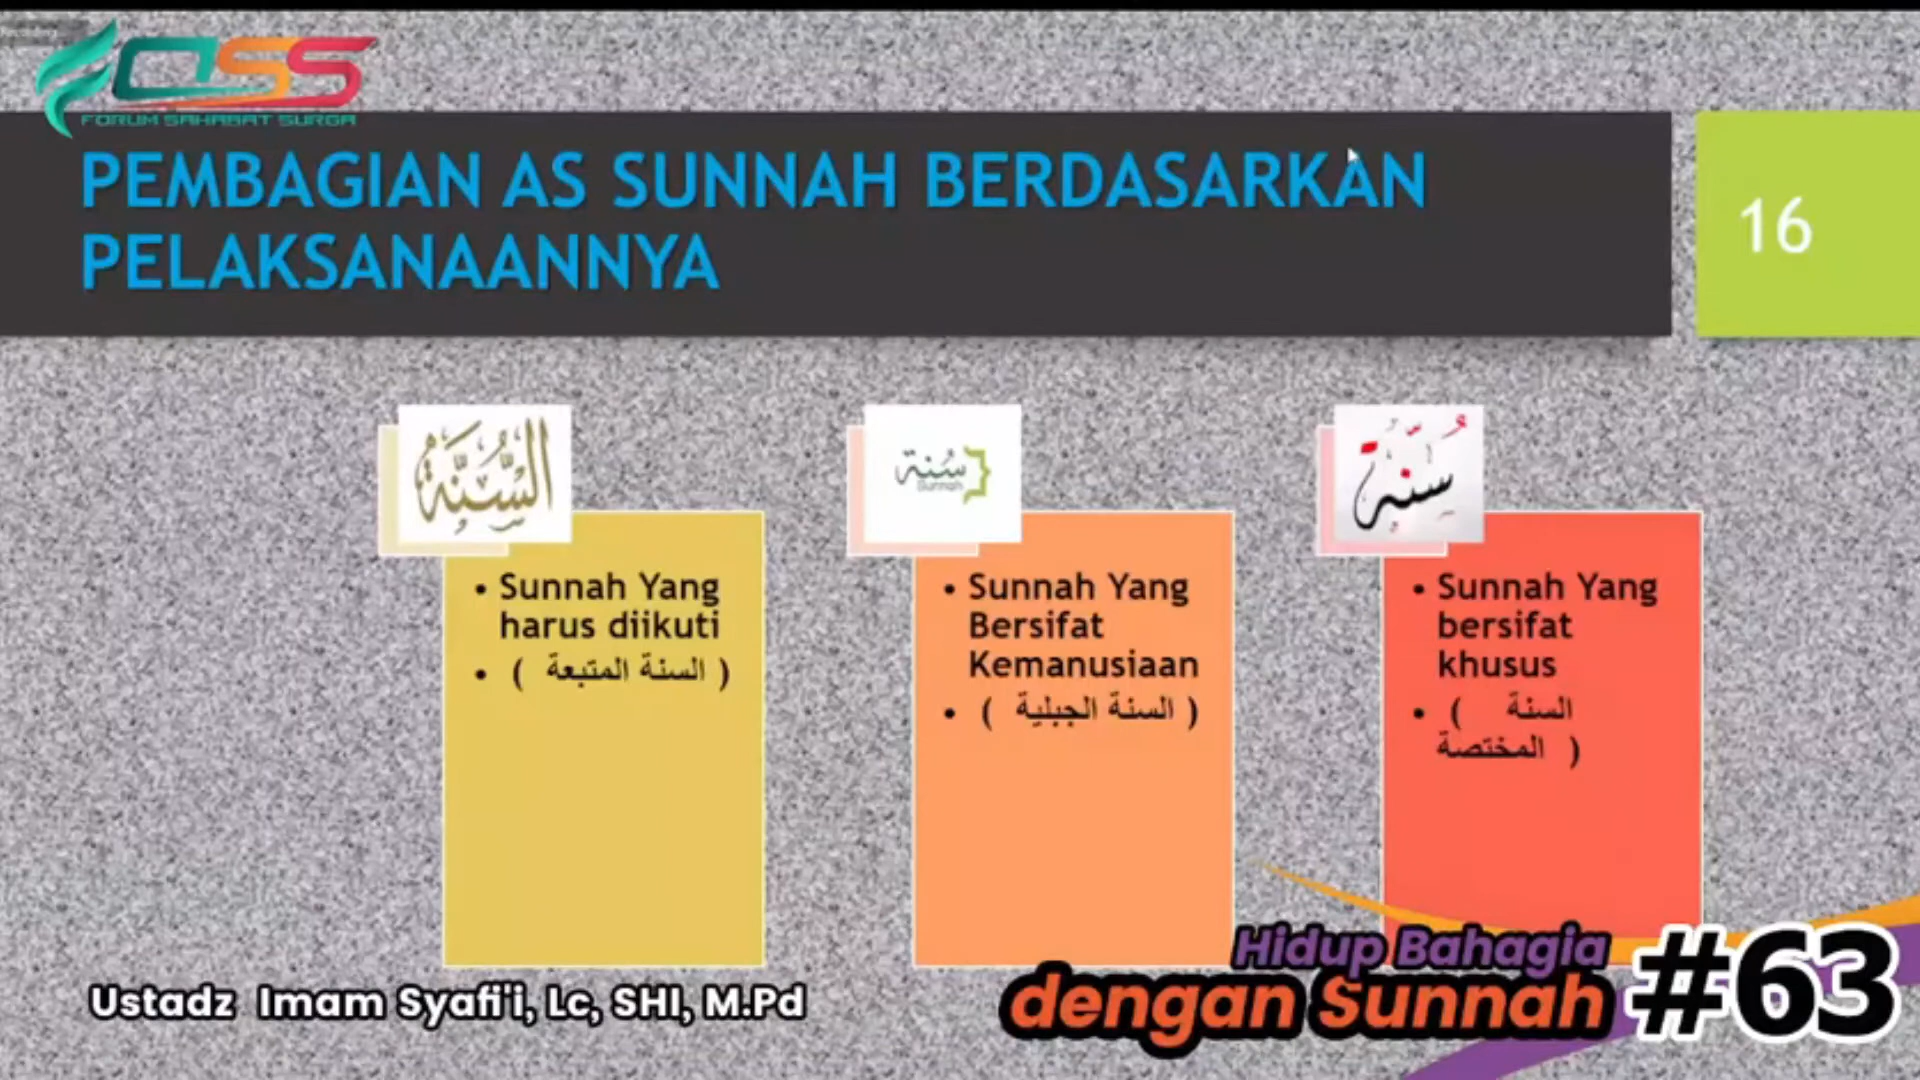 FOSS
FORUM SAHABAT SURGA
PEMBAGIAN AS SUNNAH BERDASARKAN
PELAKSANAANNYA
16
السُّنَّة
سُنة
Sunnah
سُنّة
• Sunnah Yang
harus diikuti
• ( السنة المتبعة )
• Sunnah Yang
Bersifat
Kemanusiaan
• ( السنة الجبلية )
• Sunnah Yang
bersifat
khusus
• ( السنة
المختصة )
Ustadz Imam Syafi'i, Lc, SHI, M.Pd
Hidup Bahagia
dengan Sunnah
#63